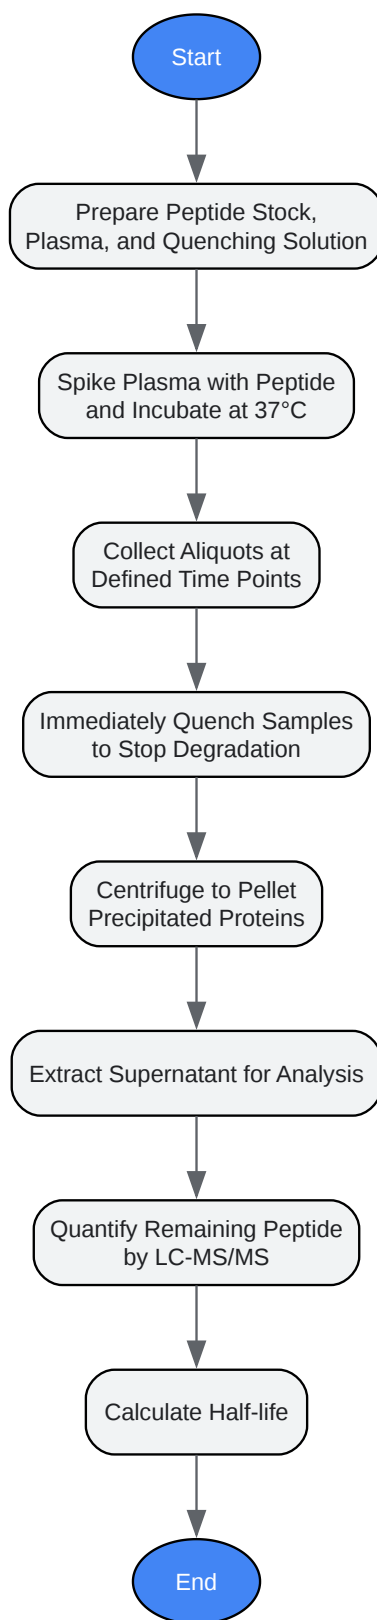 Start
Prepare Peptide Stock,
Plasma, and Quenching Solution
Spike Plasma with Peptide
and Incubate at 37°C
Collect Aliquots at
Defined Time Points
Immediately Quench Samples
to Stop Degradation
Centrifuge to Pellet
Precipitated Proteins
Extract Supernatant for Analysis
Quantify Remaining Peptide
by LC-MS/MS
Calculate Half-life
End